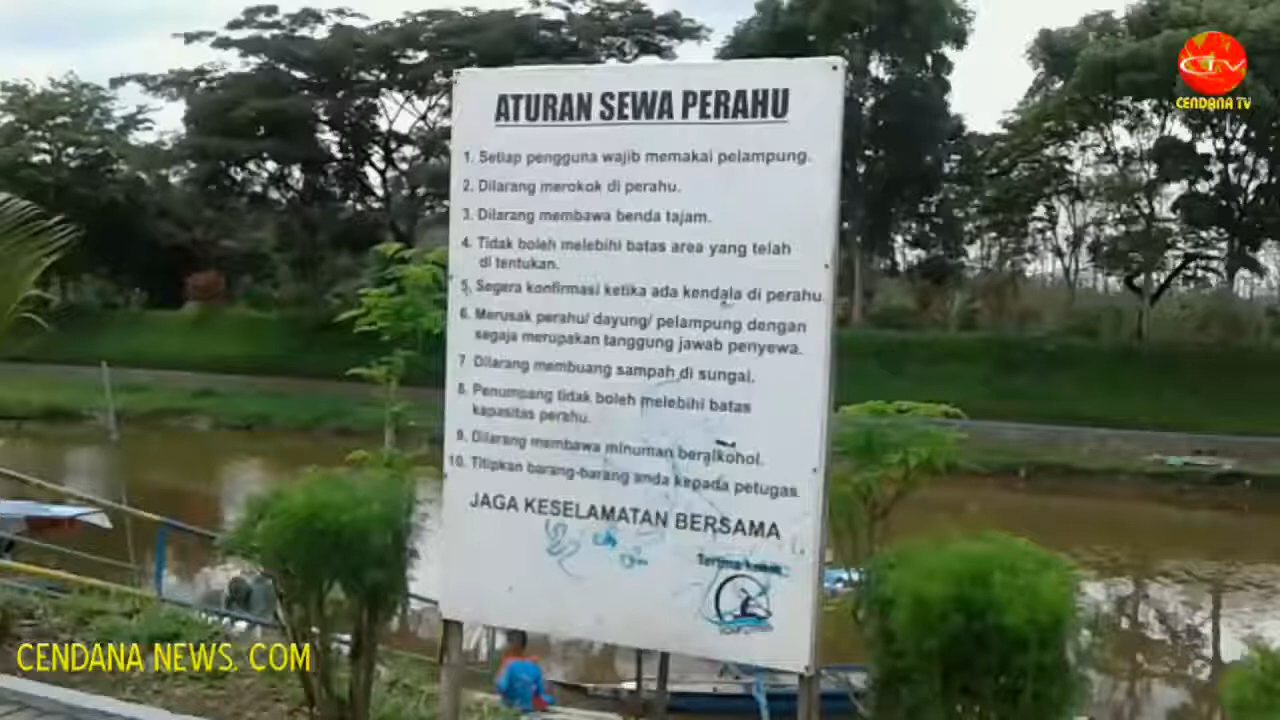 CTV
CENDANA TV
ATURAN SEWA PERAHU
1. Setiap pengguna wajib memakai pelampung.
2. Dilarang merokok di perahu.
3. Dilarang membawa benda tajam.
4. Tidak boleh melebihi batas area yang telah
di tentukan.
5. Segera konfirmasi ketika ada kendala di perahu.
6. Merusak perahu/ dayung/ pelampung dengan
segaja merupakan tanggung jawab penyewa.
7 Dilarang membuang sampah di sungai.
8. Penumpang tidak boleh melebihi batas
kapasitas perahu.
9. Dilarang membawa minuman beralkohol.
10. Titipkan barang-barang anda kepada petugas.
JAGA KESELAMATAN BERSAMA
Terima kasih
CENDANA NEWS. COM